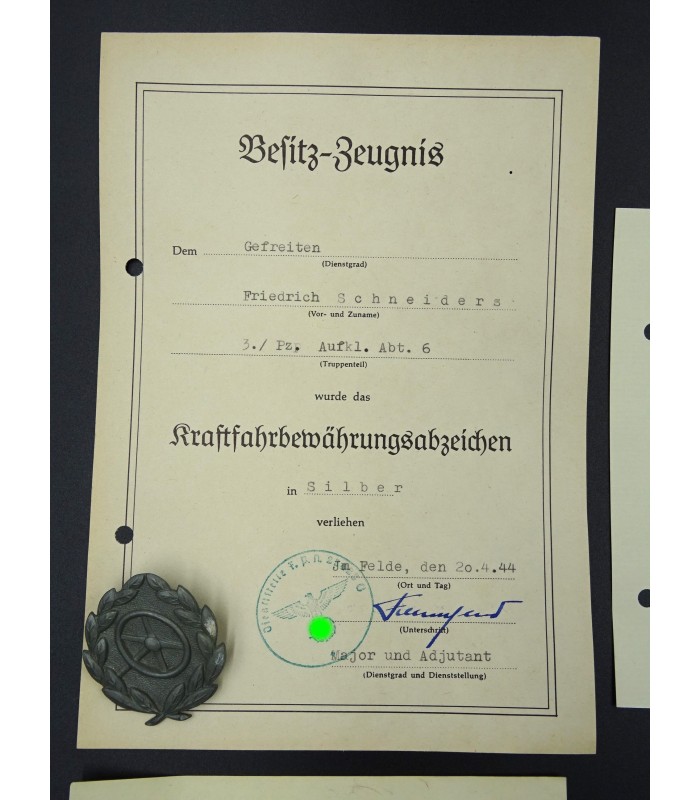 Besitz-Zeugnis
Dem Gefreiten
(Dienstgrad)
Friedrich Schneiders
(Vor- und Zuname)
3./ Pz. Aufkl. Abt. 6
(Truppenteil)
wurde das
Kraftfahrbewährungsabzeichen
in Silber
verliehen
Im Felde, den 20.4.44
(Ort und Tag)
(Unterschrift)
Major und Adjutant
(Dienstgrad und Dienststellung)
Dienststelle